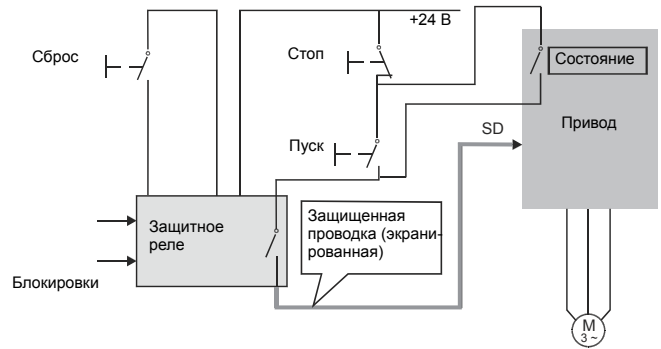 +24 В
Сброс
Стоп
Состояние
Привод
SD
Пуск
Защитное
реле
Защищенная
проводка (экрани-
рованная)
Блокировки
M
3 ~